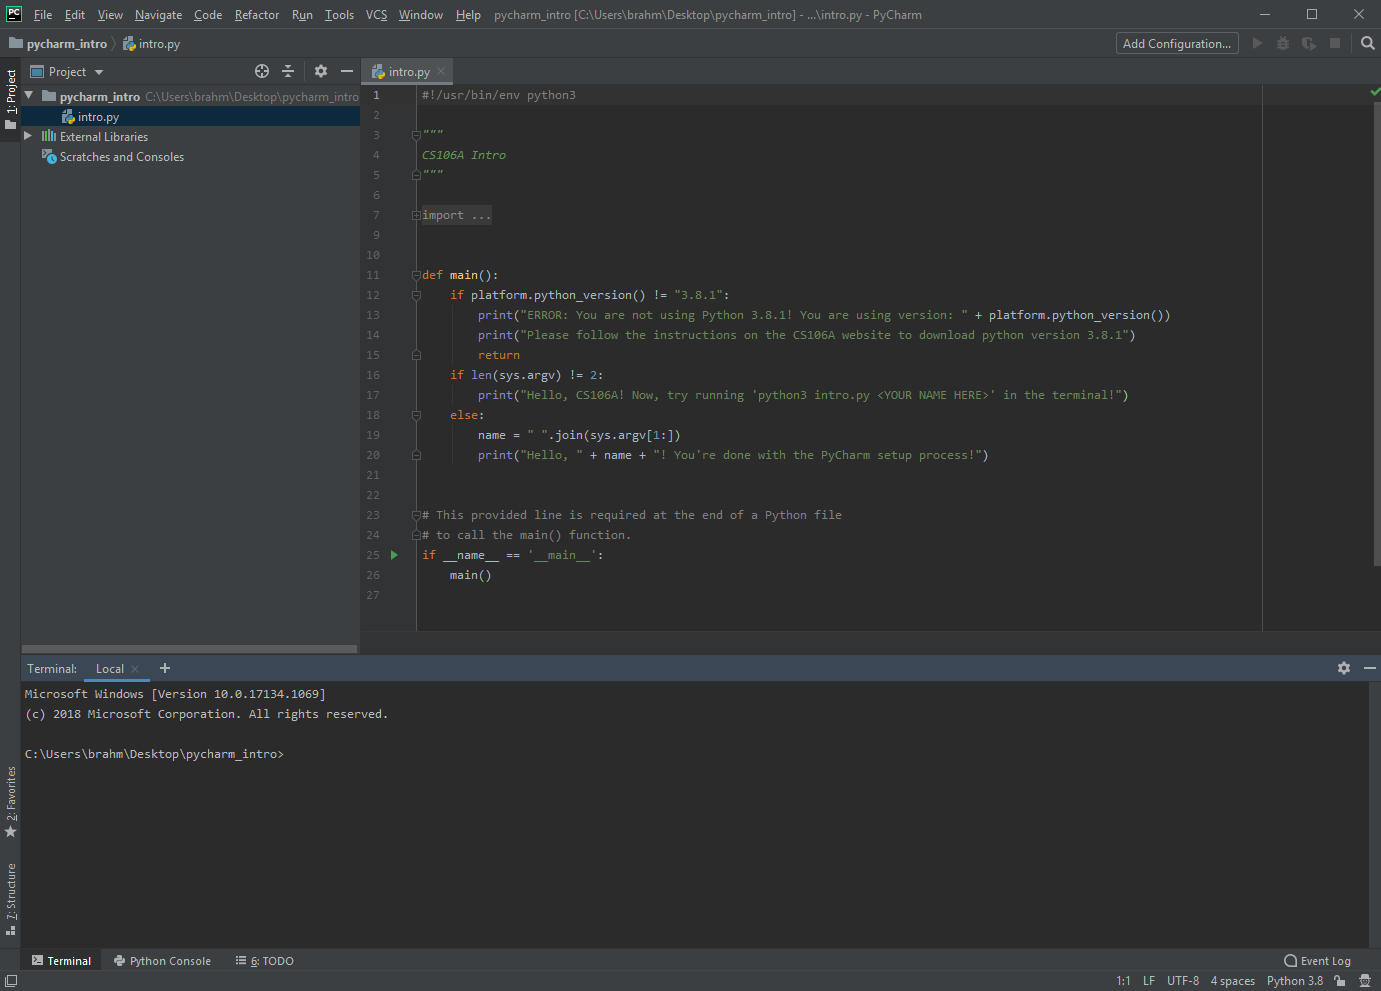 PC File Edit View Navigate Code Refactor Run Tools VCS Window Help pycharm_intro [C:\Users\brahm\Desktop\pycharm_intro] - ...\intro.py - PyCharm
pycharm_intro intro.py Add Configuration...
1: Project
Project
pycharm_intro C:\Users\brahm\Desktop\pycharm_intro
intro.py
External Libraries
Scratches and Consoles
intro.py
1 #!/usr/bin/env python3
2
3 """
4 CS106A Intro
5 """
6
7 import ...
9
10
11 def main():
12     if platform.python_version() != "3.8.1":
13         print("ERROR: You are not using Python 3.8.1! You are using version: " + platform.python_version())
14         print("Please follow the instructions on the CS106A website to download python version 3.8.1")
15         return
16     if len(sys.argv) != 2:
17         print("Hello, CS106A! Now, try running 'python3 intro.py <YOUR NAME HERE>' in the terminal!")
18     else:
19         name = " ".join(sys.argv[1:])
20         print("Hello, " + name + "! You're done with the PyCharm setup process!")
21
22
23 # This provided line is required at the end of a Python file
24 # to call the main() function.
25 if __name__ == '__main__':
26     main()
27
Terminal: Local
Microsoft Windows [Version 10.0.17134.1069]
(c) 2018 Microsoft Corporation. All rights reserved.
C:\Users\brahm\Desktop\pycharm_intro>
2: Favorites
7: Structure
Terminal Python Console 6: TODO Event Log
1:1 LF UTF-8 4 spaces Python 3.8